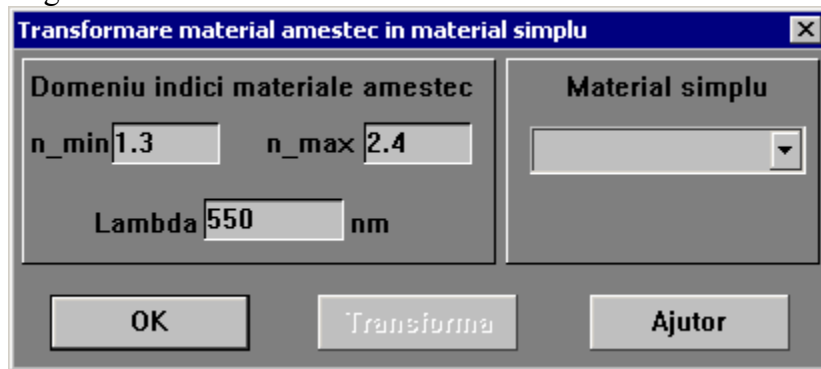 Transformare material amestec in material simplu
Domeniu indici materiale amestec
n_min 1.3 n_max 2.4
Lambda 550 nm
Material simplu
OK Transforma Ajutor